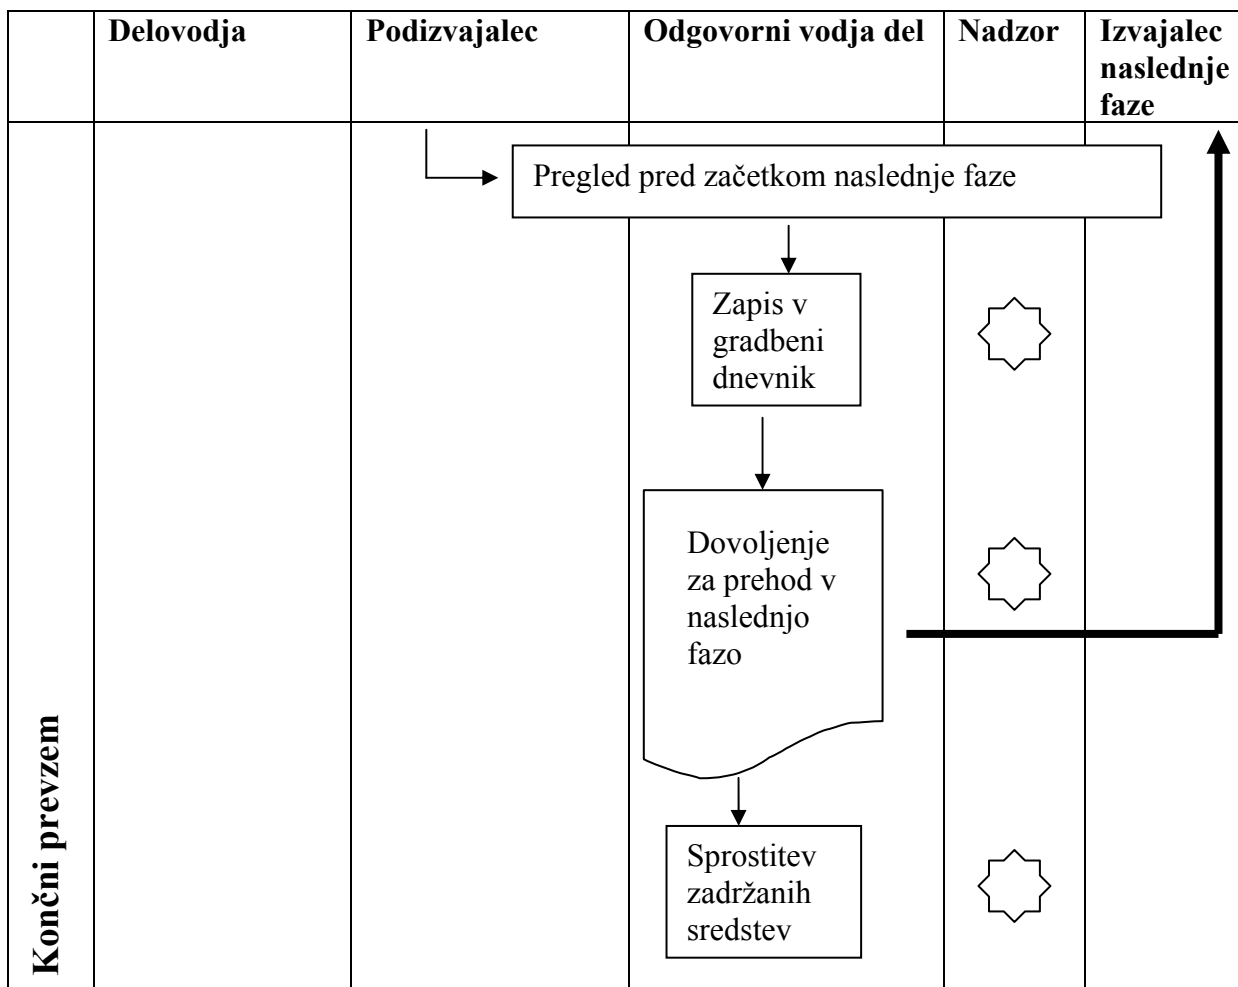 Delovodja
Podizvajalec
Odgovorni vodja del
Nadzor
Izvajalec
naslednje
faze
Pregled pred začetkom naslednje faze
Zapis v
gradbeni
dnevnik
Dovoljenje
za prehod v
naslednjo
fazo
Sprostitev
zadržanih
sredstev
Končni prevzem